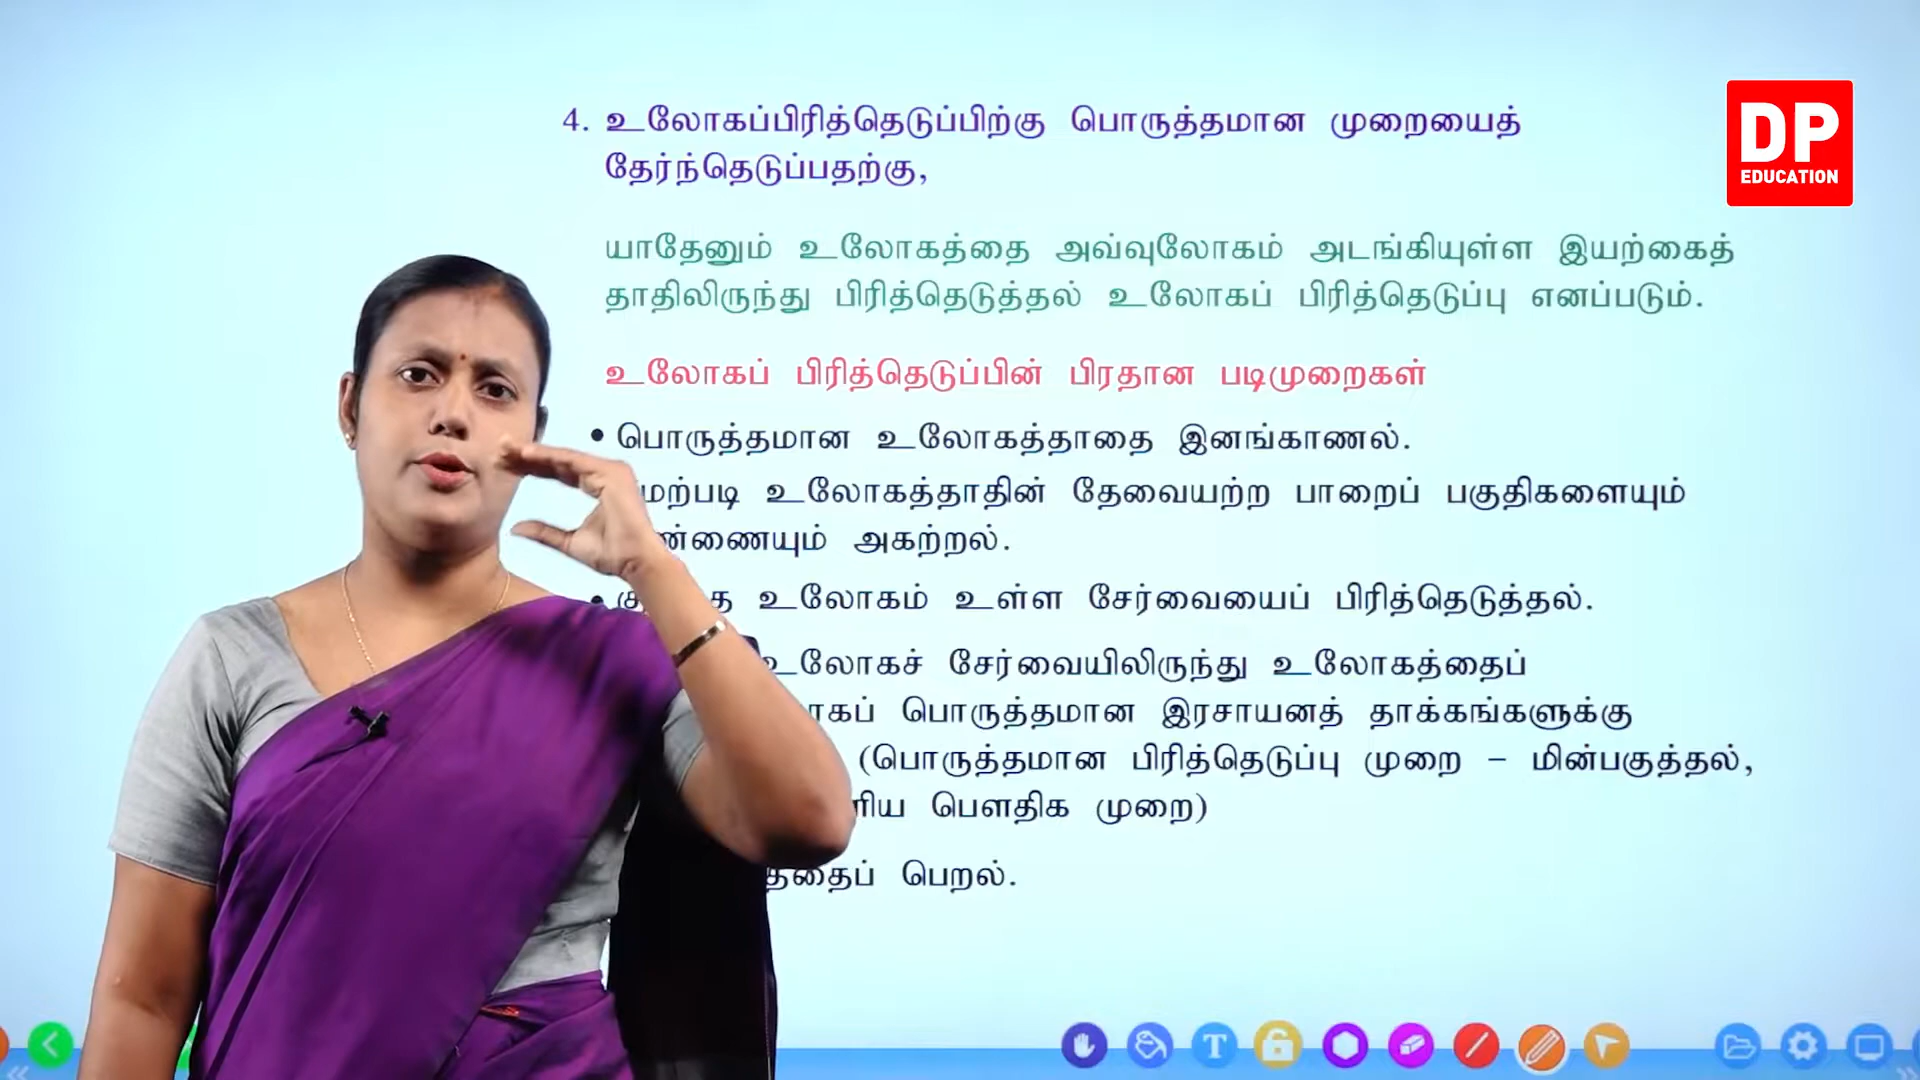 DP
EDUCATION
4. உலோகப்பிரித்தெடுப்பிற்கு பொருத்தமான முறையைத்
தேர்ந்தெடுப்பதற்கு,
யாதேனும் உலோகத்தை அவ்வுலோகம் அடங்கியுள்ள இயற்கைத்
தாதிலிருந்து பிரித்தெடுத்தல் உலோகப் பிரித்தெடுப்பு எனப்படும்.
உலோகப் பிரித்தெடுப்பின் பிரதான படிமுறைகள்
• பொருத்தமான உலோகத்தாதை இனங்காணல்.
உலோகத்தாதின் தேவையற்ற பாறைப் பகுதிகளையும்
அகற்றல்.
• உலோகம் உள்ள சேர்வையைப் பிரித்தெடுத்தல்.
உலோகச் சேர்வையிலிருந்து உலோகத்தைப்
பொருத்தமான இரசாயனத் தாக்கங்களுக்கு
(பொருத்தமான பிரித்தெடுப்பு முறை – மின்பகுத்தல்,
பௌதிக முறை)
பெறல்.
T